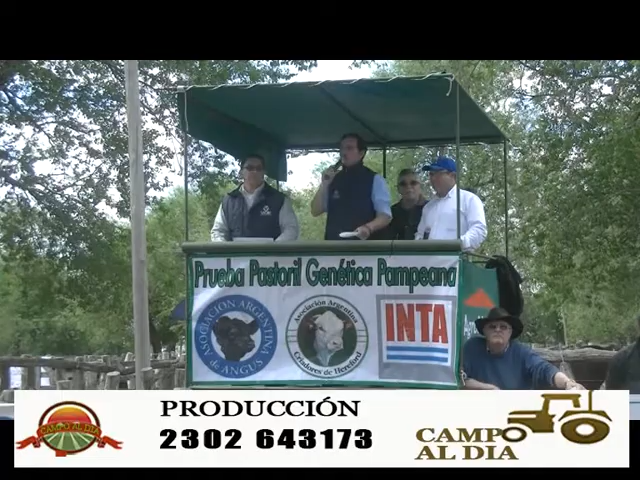 Prueba Pastoril Genética Pampeana
ASOCIACIÓN ARGENTINA
de ANGUS
Asociación Argentina
Criadores de Hereford
INTA
CAMPO AL DIA
PRODUCCIÓN
2302 643173
CAMPO
AL DIA